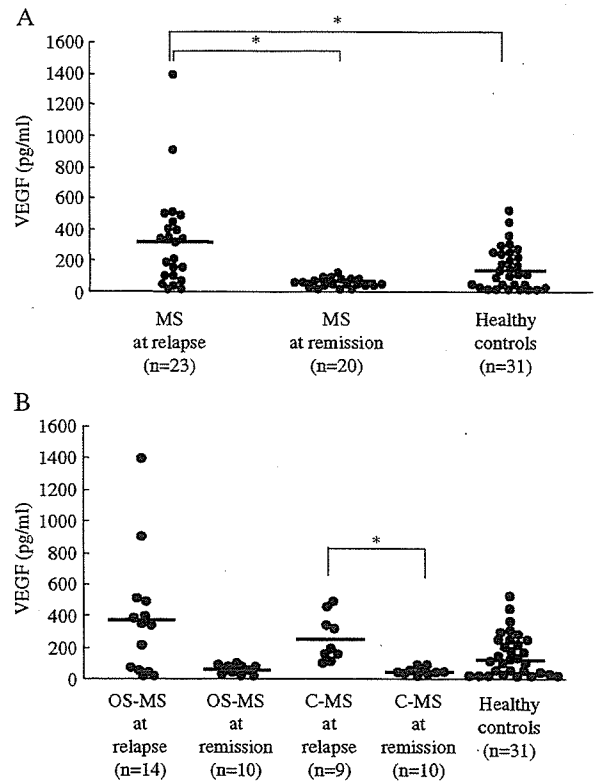 A
*
*
1600
1400
1200
1000
800
600
400
200
0
VEGF (pg/ml)
MS
at relapse
(n=23)
MS
at remission
(n=20)
Healthy
controls
(n=31)
B
*
1600
1400
1200
1000
800
600
400
200
0
VEGF (pg/ml)
OS-MS
at
relapse
(n=14)
OS-MS
at
remission
(n=10)
C-MS
at
relapse
(n=9)
C-MS
at
remission
(n=10)
Healthy
controls
(n=31)